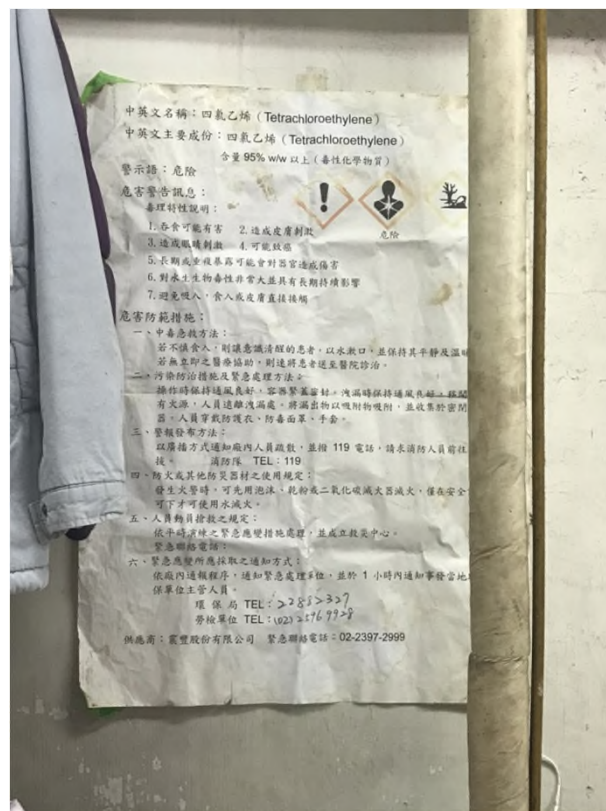 中英文名稱：四氯乙烯（Tetrachloroethylene）
中英文主要成份：四氯乙烯（Tetrachloroethylene）
含量 95% w/w 以上（毒性化學物質）
警示語：危險
危害警告訊息：
毒理特性說明：
1. 吞食可能有害 2. 造成皮膚刺激
3. 造成眼睛刺激 4. 可能致癌
危險
5. 長期或重複暴露可能會對器官造成傷害
6. 對水生生物毒性非常大並具有長期持續影響
7. 避免吸入、食入或皮膚直接接觸
危害防範措施：
一、中毒急救方法：
若不慎食入，則讓意識清醒的患者，以水漱口，並保持其平靜及溫暖
若無立即之醫療協助，則速將患者送至醫院診治。
二、污染防治措施及緊急處理方法：
操作時保持通風良好，容器緊蓋密封，洩漏時保持通風良好，移開
有火源，人員遠離洩漏處。將漏出物以吸附物吸附，並收集於密閉
器。人員穿戴防護衣、防毒面罩、手套。
三、警報發布方法：
以廣播方式通知廠內人員疏散，並撥 119 電話，請求消防人員前往
援。 消防隊 TEL：119
四、防火或其他防災器材之使用規定：
發生火警時，可先用泡沫、乾粉或二氧化碳滅火器滅火，僅在安全
可下才可使用水滅火。
五、人員動員搶救之規定：
依平時演練之緊急應變措施處理，並成立救災中心。
緊急聯絡電話：
六、緊急應變所應採取之通知方式：
依廠內通報程序，通知緊急處理單位，並於 1 小時內通知事發當地
保單位主管人員。
環保局 TEL：22882327
勞檢單位 TEL：(02)25969928
供應商：寰豐股份有限公司 緊急聯絡電話：02-2397-2999